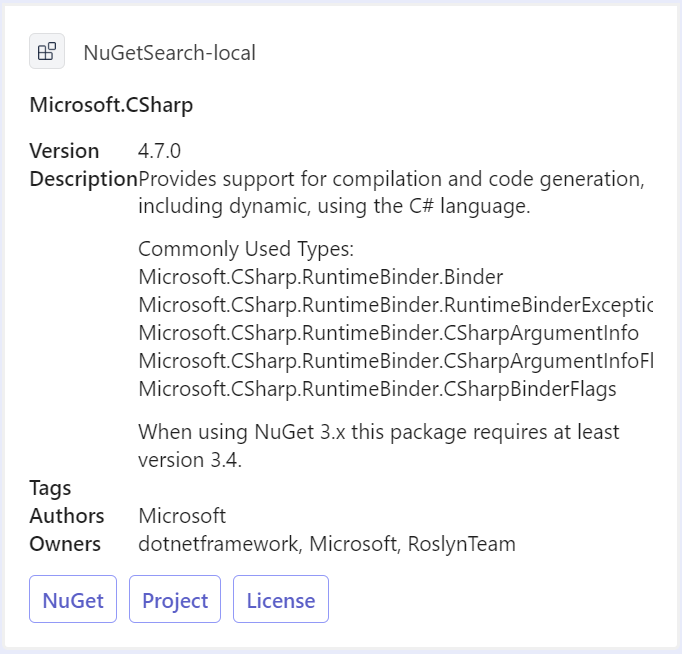 NuGetSearch-local
Microsoft.CSharp
Version 4.7.0
Description Provides support for compilation and code generation,
including dynamic, using the C# language.
Commonly Used Types:
Microsoft.CSharp.RuntimeBinder.Binder
Microsoft.CSharp.RuntimeBinder.RuntimeBinderExceptic
Microsoft.CSharp.RuntimeBinder.CSharpArgumentInfo
Microsoft.CSharp.RuntimeBinder.CSharpArgumentInfoFl
Microsoft.CSharp.RuntimeBinder.CSharpBinderFlags
When using NuGet 3.x this package requires at least
version 3.4.
Tags
Authors Microsoft
Owners dotnetframework, Microsoft, RoslynTeam
NuGet Project License